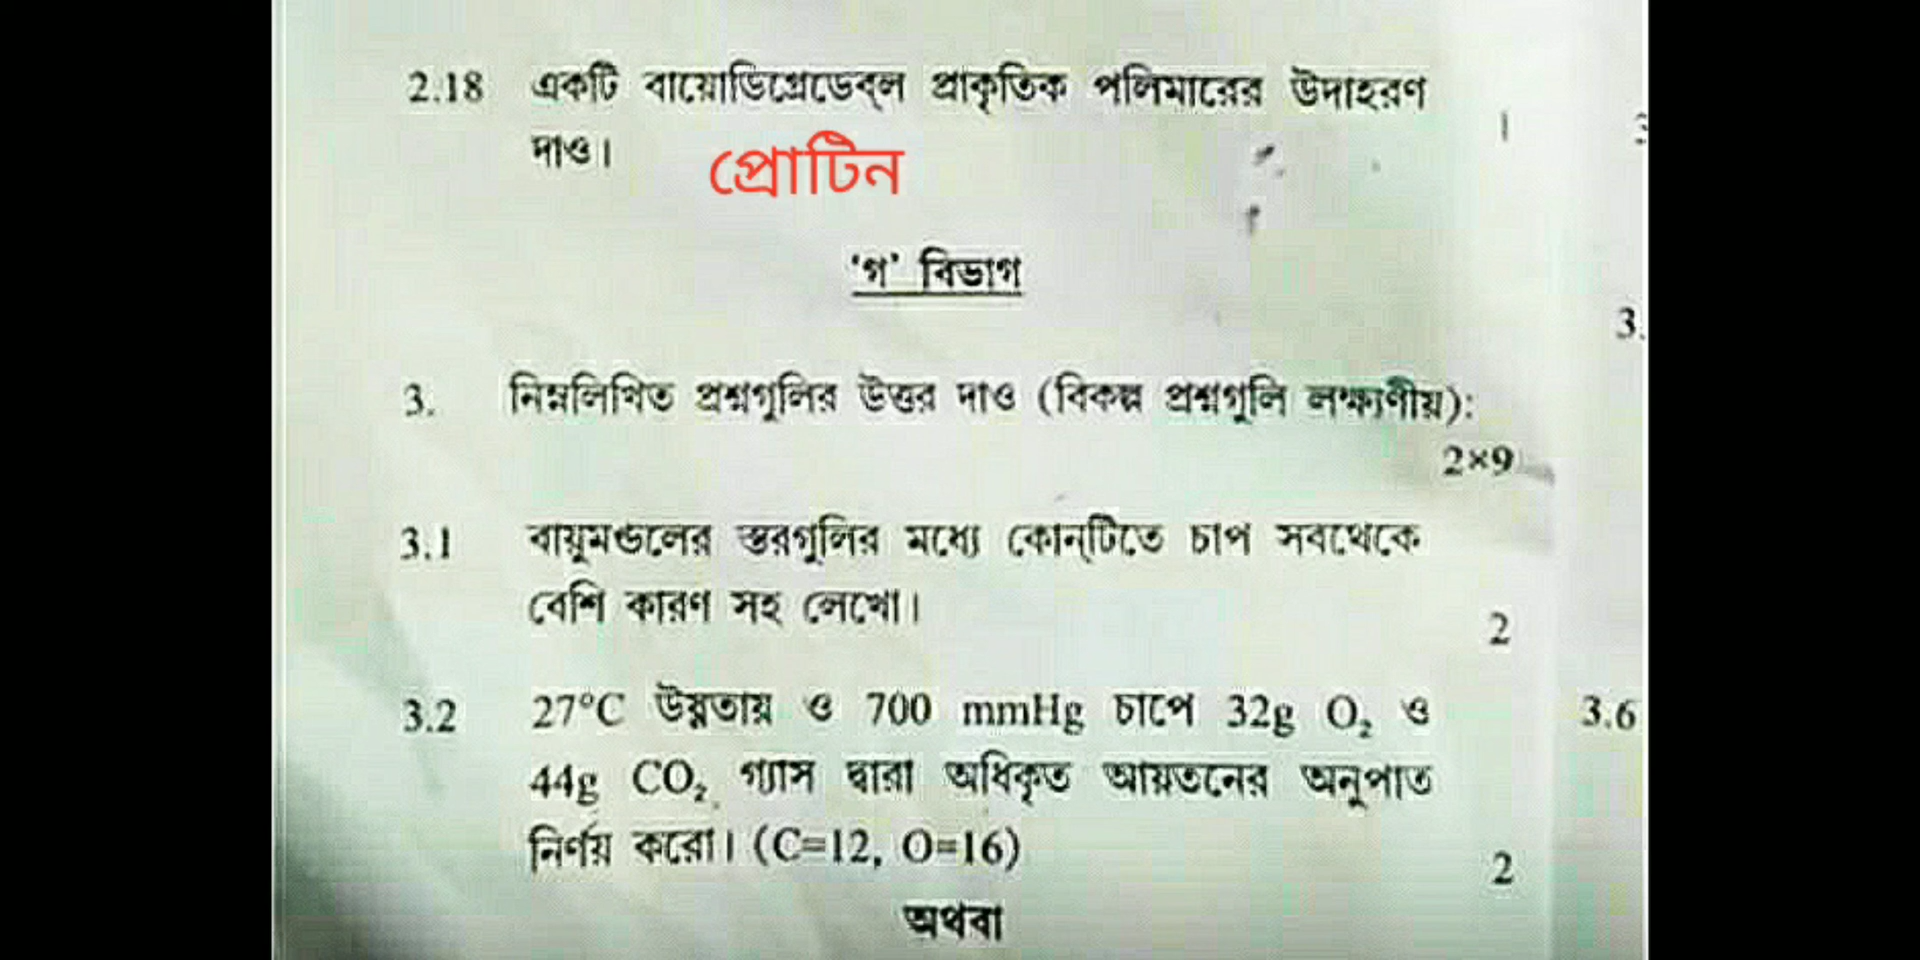 2.18 একটি বায়োডিগ্রেডেব্‌ল প্রাকৃতিক পলিমারের উদাহরণ
দাও। 1
প্রোটিন
‘গ’ বিভাগ
3. নিম্নলিখিত প্রশ্নগুলির উত্তর দাও (বিকল্প প্রশ্নগুলি লক্ষ্যণীয়):
2×9
3.1 বায়ুমণ্ডলের স্তরগুলির মধ্যে কোন্‌টিতে চাপ সবথেকে
বেশি কারণ সহ লেখো।
2
3.2 27°C উষ্ণতায় ও 700 mmHg চাপে 32g O₂ ও
44g CO₂ গ্যাস দ্বারা অধিকৃত আয়তনের অনুপাত
নির্ণয় করো। (C=12, O=16)
2
অথবা
3.
3.6